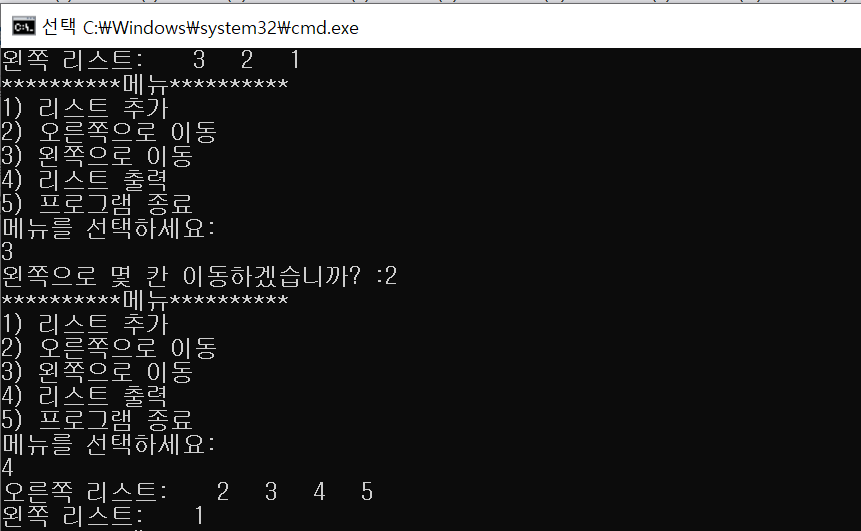 선택 C:₩Windows₩system32₩cmd.exe
왼쪽 리스트:    3   2   1
**********메뉴**********
1) 리스트 추가
2) 오른쪽으로 이동
3) 왼쪽으로 이동
4) 리스트 출력
5) 프로그램 종료
메뉴를 선택하세요:
3
왼쪽으로 몇 칸 이동하겠습니까? :2
**********메뉴**********
1) 리스트 추가
2) 오른쪽으로 이동
3) 왼쪽으로 이동
4) 리스트 출력
5) 프로그램 종료
메뉴를 선택하세요:
4
오른쪽 리스트:    2   3   4   5
왼쪽 리스트:    1